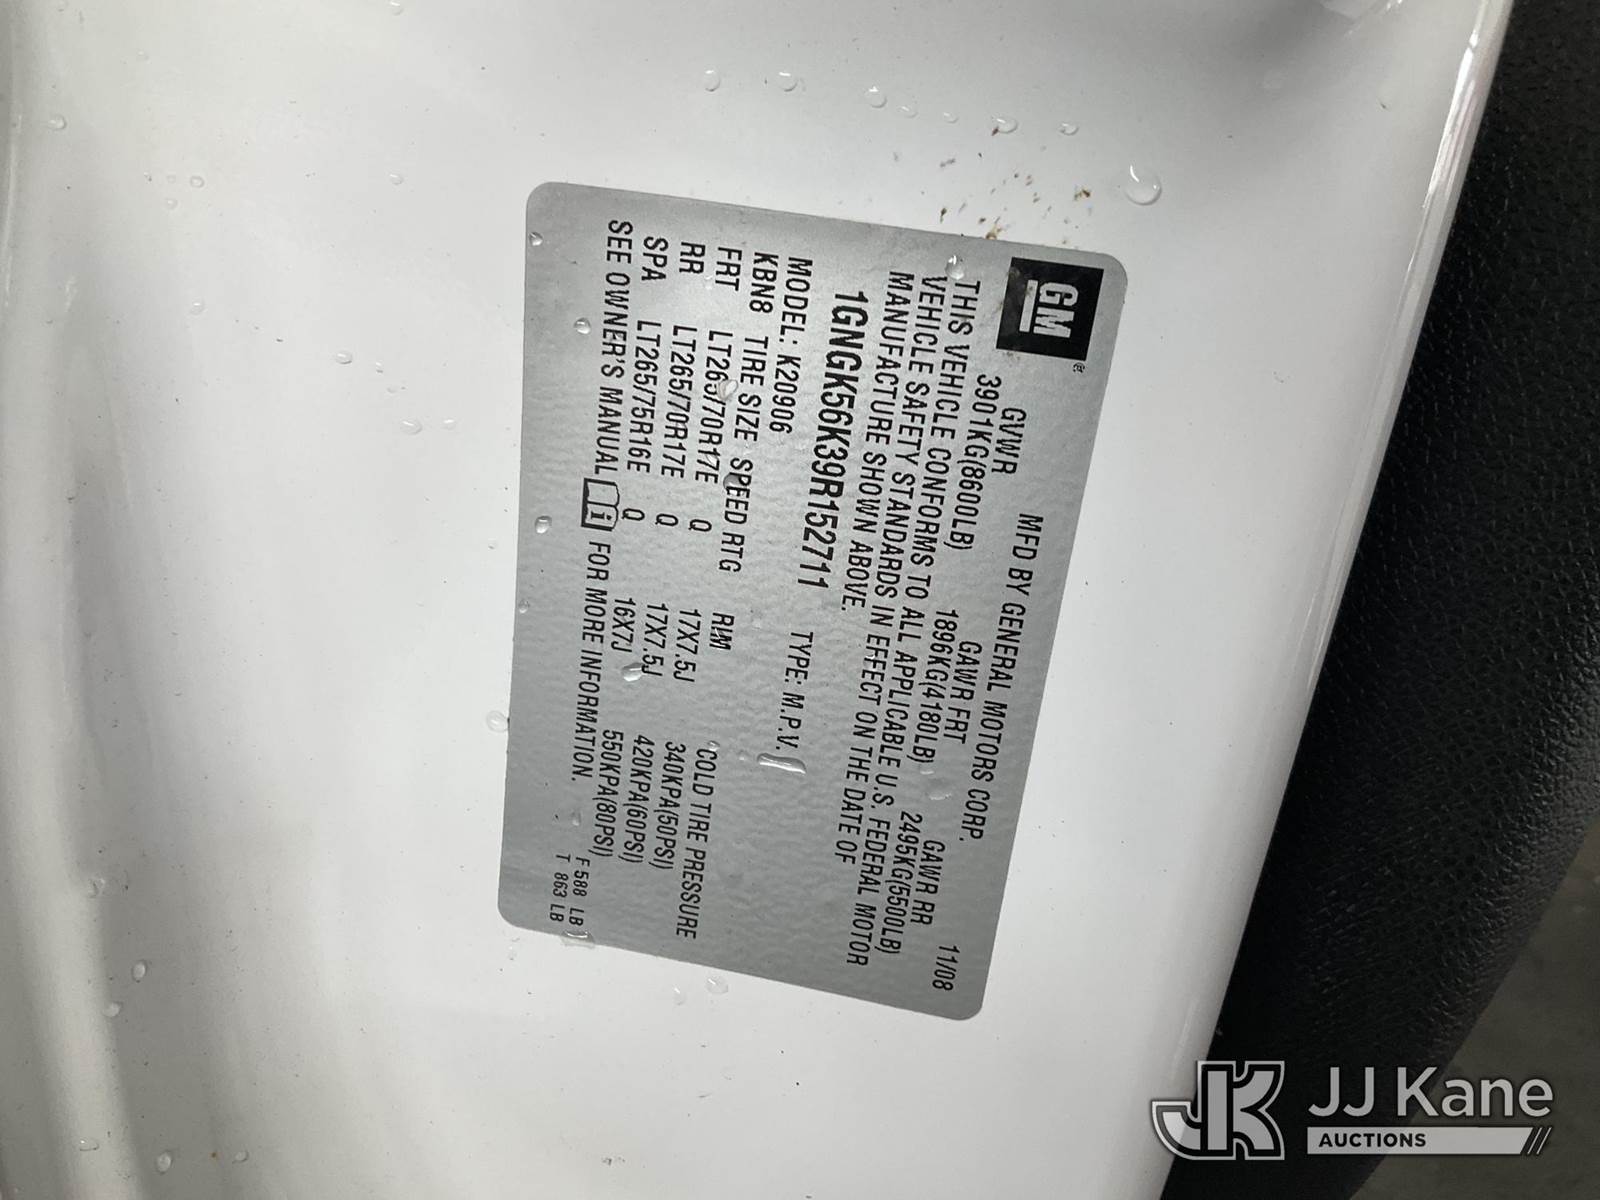 GM
MFD BY GENERAL MOTORS CORP. 11/08
GVWR GAWR FRT GAWR RR
3901KG(8600LB) 1896KG(4180LB) 2495KG(5500LB)
THIS VEHICLE CONFORMS TO ALL APPLICABLE U.S. FEDERAL MOTOR
VEHICLE SAFETY STANDARDS IN EFFECT ON THE DATE OF
MANUFACTURE SHOWN ABOVE.
1GNGK56K39R152711 TYPE: M.P.V.
MODEL: K20906
KBN8 TIRE SIZE SPEED RTG RIM COLD TIRE PRESSURE
FRT LT265/70R17E Q 17X7.5J 340KPA(50PSI)
RR LT265/70R17E Q 17X7.5J 420KPA(60PSI)
SPA LT265/75R16E Q 16X7J 550KPA(80PSI)
SEE OWNER'S MANUAL i FOR MORE INFORMATION.
F 588 LB
T 863 LB
JJ Kane
AUCTIONS